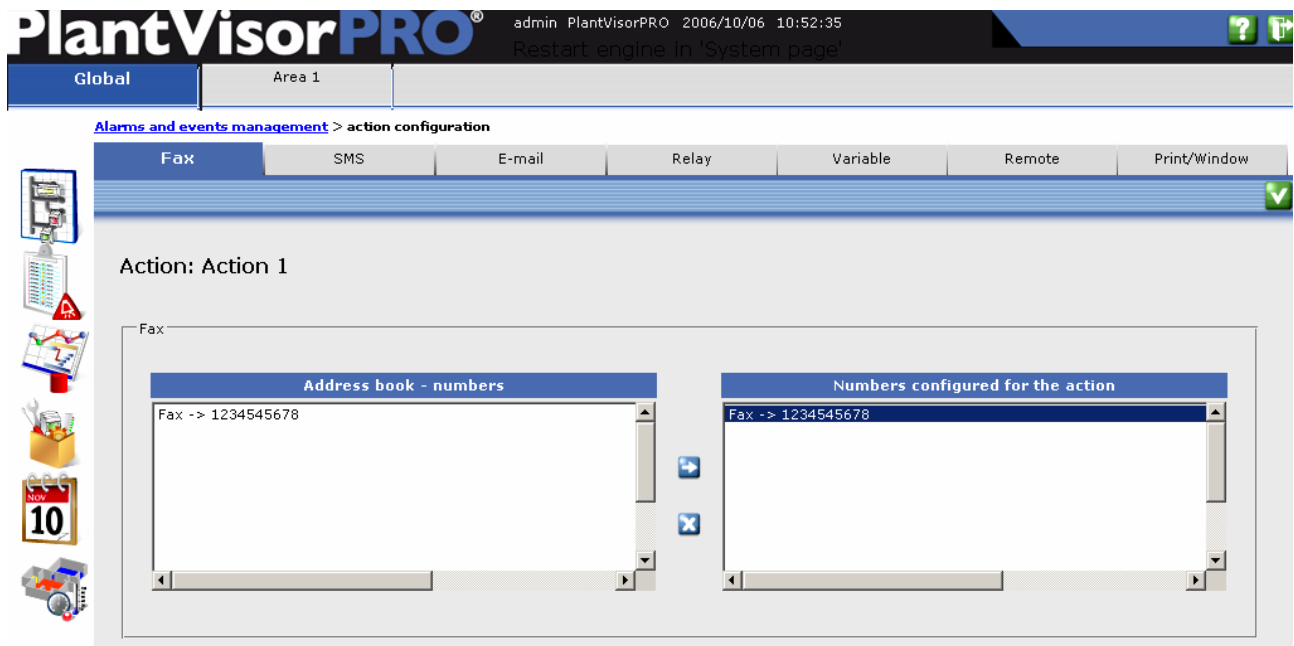 PlantVisorPRO®
admin PlantVisorPRO 2006/10/06 10:52:35
Restart engine in 'System page'
?
Global Area 1
Alarms and events management > action configuration
Fax SMS E-mail Relay Variable Remote Print/Window
Action: Action 1
Fax
Address book - numbers Numbers configured for the action
Fax -> 1234545678 Fax -> 1234545678
NOV
10